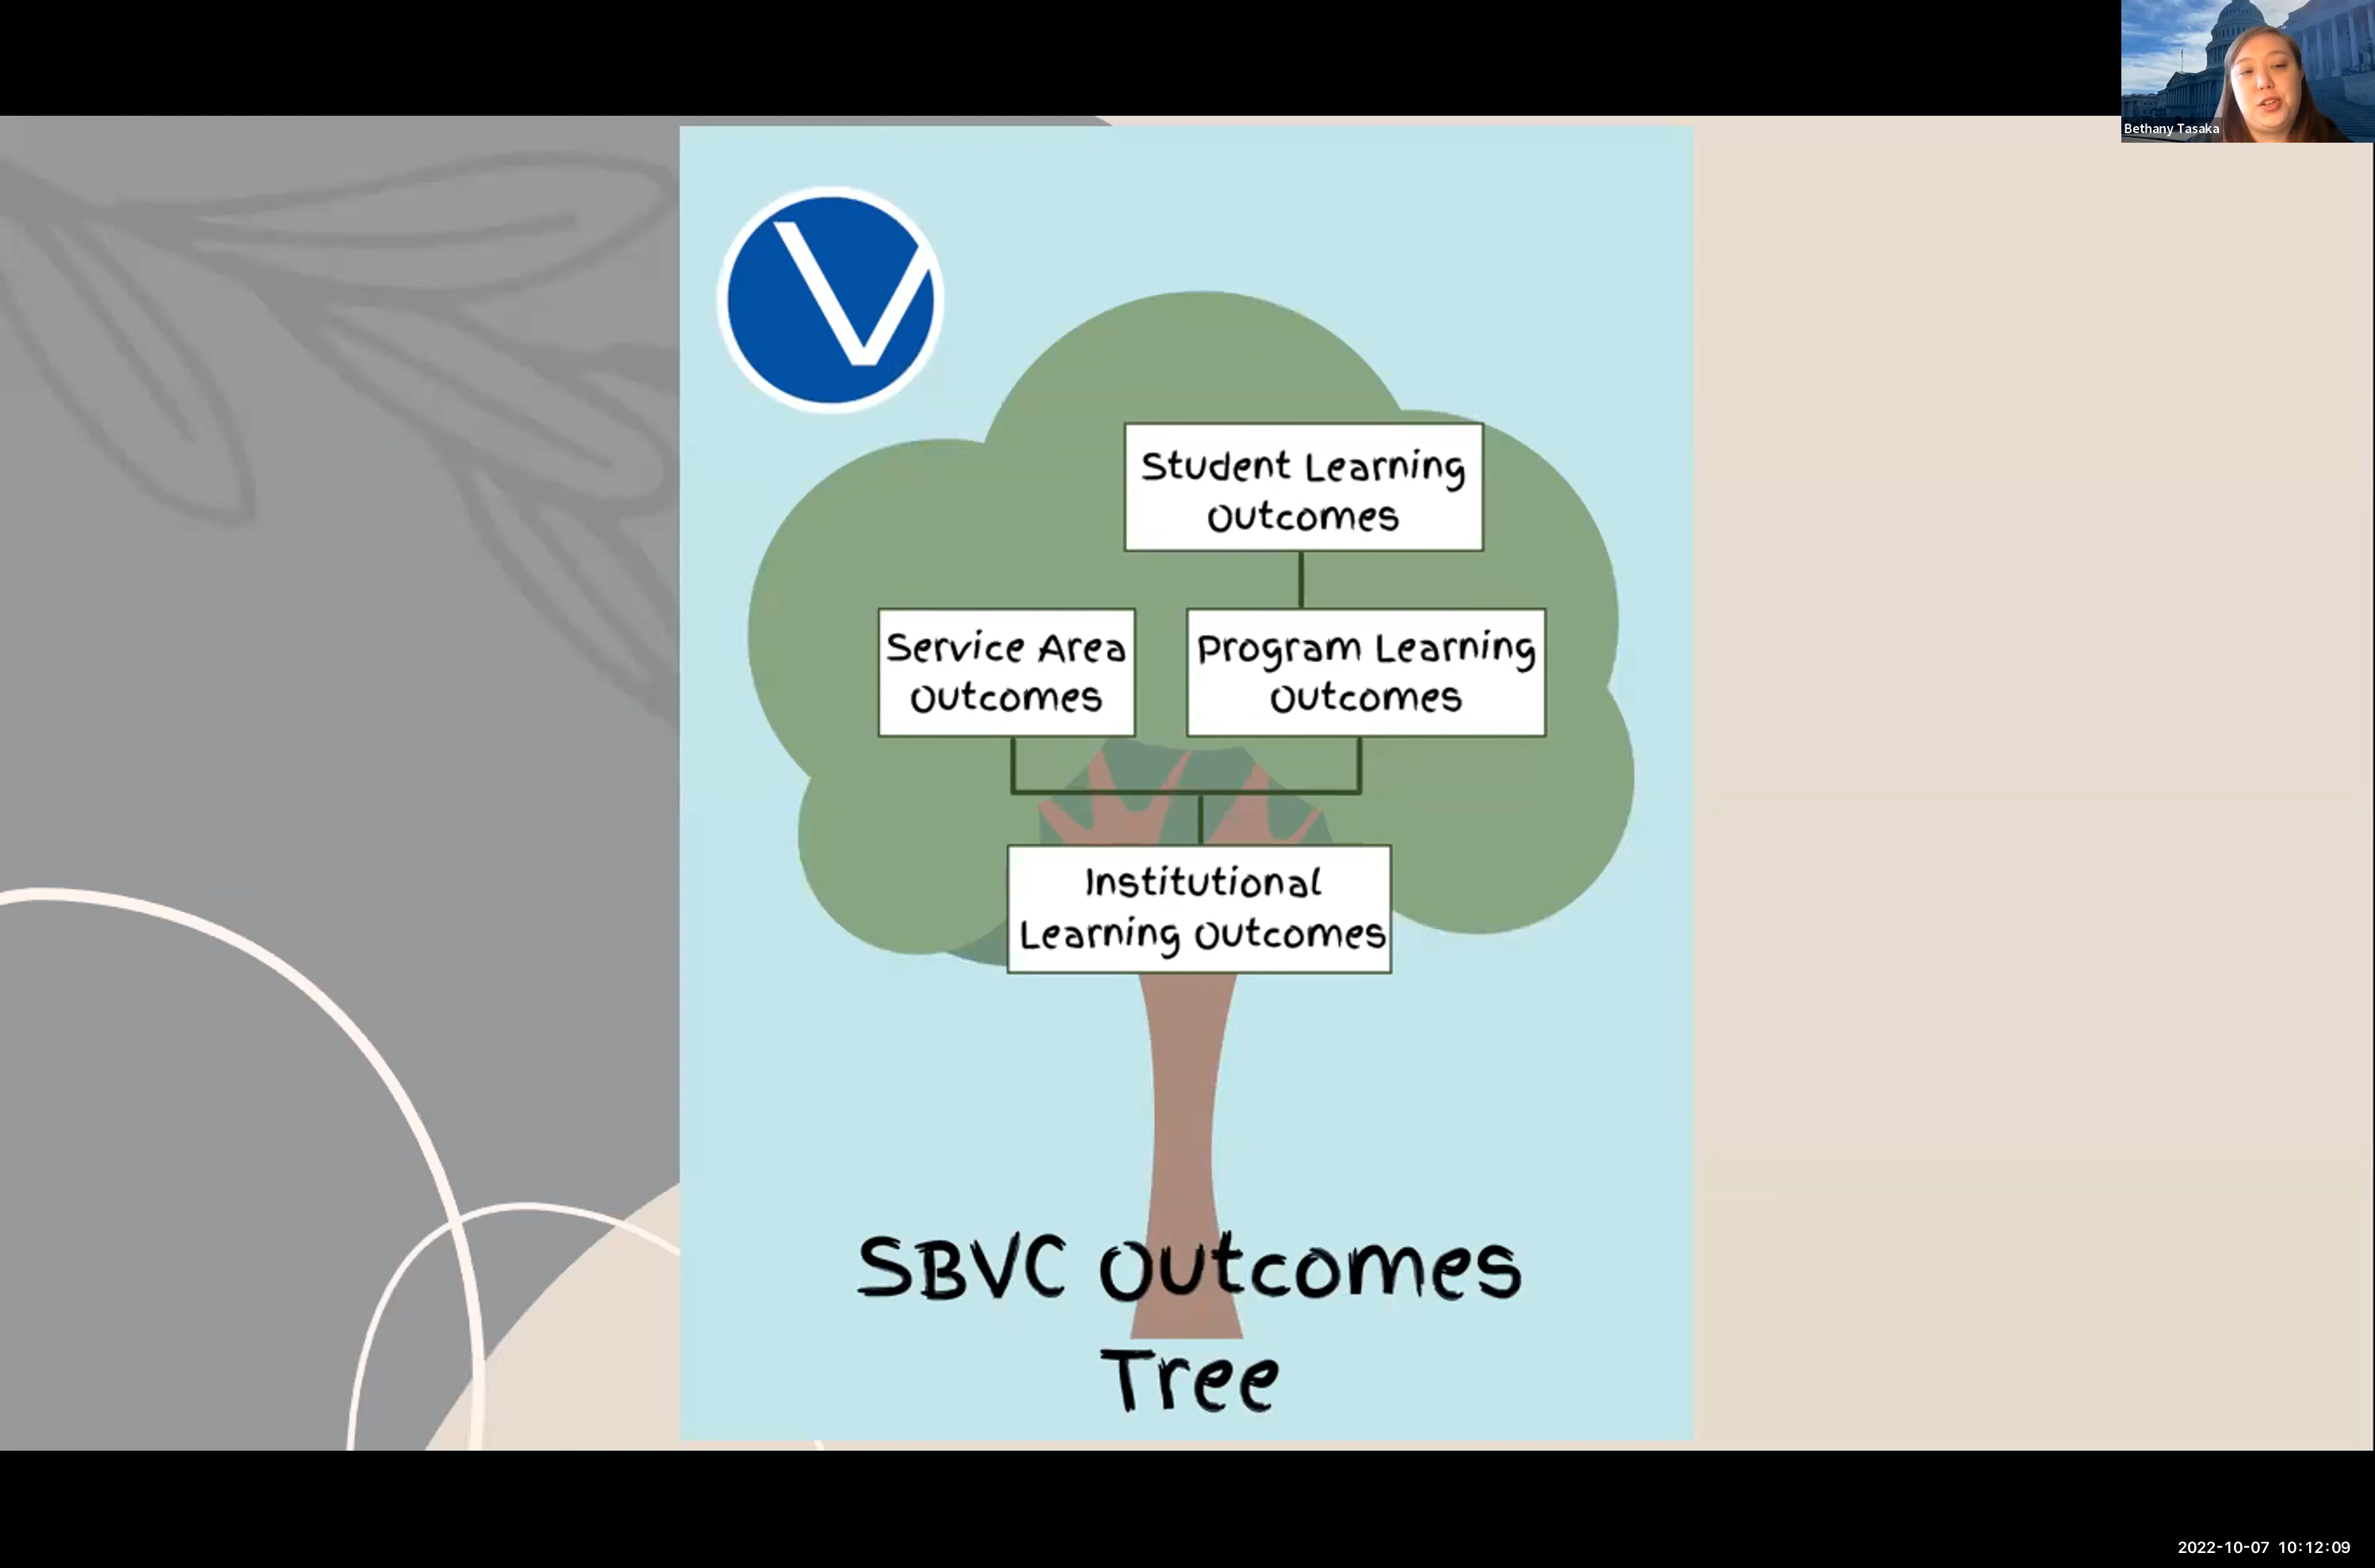 Bethany Tasaka
V
Student Learning
Outcomes
Service Area
Outcomes
Program Learning
Outcomes
Institutional
Learning Outcomes
SBVC Outcomes
Tree
2022-10-07 10:12:09